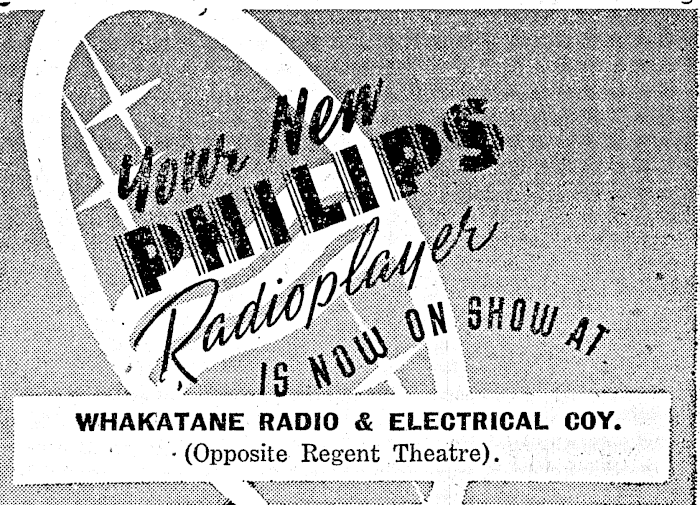 Your New
PHILIPS
Radioplayer
IS NOW ON SHOW AT
WHAKATANE RADIO & ELECTRICAL COY.
(Opposite Regent Theatre).